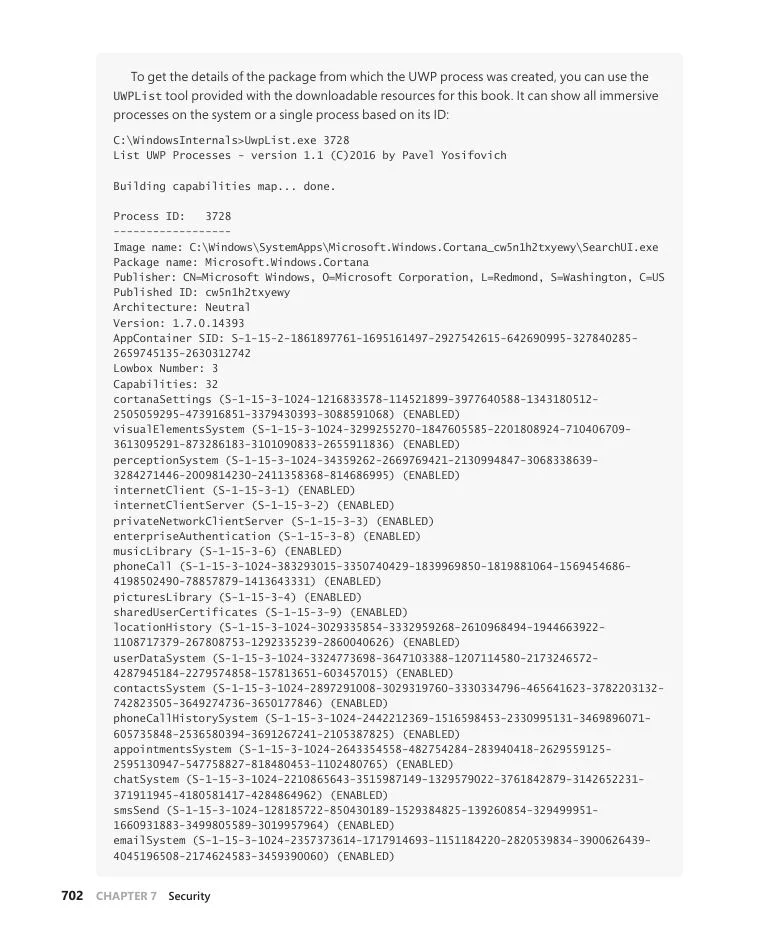 To get the details of the package from which the UWP process was created, you can use the
UWPList tool provided with the downloadable resources for this book. It can show all immersive
processes on the system or a single process based on its ID:
C:\WindowsInternals>UwpList.exe 3728
List UWP Processes - version 1.1 (C)2016 by Pavel Yosifovich
Building capabilities map... done.
Process ID:   3728
------------------
Image name: C:\Windows\SystemApps\Microsoft.Windows.Cortana_cw5n1h2txyewy\SearchUI.exe
Package name: Microsoft.Windows.Cortana
Publisher: CN=Microsoft Windows, O=Microsoft Corporation, L=Redmond, S=Washington, C=US
Published ID: cw5n1h2txyewy
Architecture: Neutral
Version: 1.7.0.14393
AppContainer SID: S-1-15-2-1861897761-1695161497-2927542615-642690995-327840285-
2659745135-2630312742
Lowbox Number: 3
Capabilities: 32
cortanaSettings (S-1-15-3-1024-1216833578-114521899-3977640588-1343180512-
2505059295-473916851-3379430393-3088591068) (ENABLED)
visualElementsSystem (S-1-15-3-1024-3299255270-1847605585-2201808924-710406709-
3613095291-873286183-3101090833-2655911836) (ENABLED)
perceptionSystem (S-1-15-3-1024-34359262-2669769421-2130994847-3068338639-
3284271446-2009814230-2411358368-814686995) (ENABLED)
internetClient (S-1-15-3-1) (ENABLED)
internetClientServer (S-1-15-3-2) (ENABLED)
privateNetworkClientServer (S-1-15-3-3) (ENABLED)
enterpriseAuthentication (S-1-15-3-8) (ENABLED)
musicLibrary (S-1-15-3-6) (ENABLED)
phoneCall (S-1-15-3-1024-383293015-3350740429-1839969850-1819881064-1569454686-
4198502490-78857879-1413643331) (ENABLED)
picturesLibrary (S-1-15-3-4) (ENABLED)
sharedUserCertificates (S-1-15-3-9) (ENABLED)
locationHistory (S-1-15-3-1024-3029335854-3332959268-2610968494-1944663922-
1108717379-267808753-1292335239-2860040626) (ENABLED)
userDataSystem (S-1-15-3-1024-3324773698-3647103388-1207114580-2173246572-
4287945184-2279574858-157813651-603457015) (ENABLED)
contactsSystem (S-1-15-3-1024-2897291008-3029319760-3330334796-465641623-3782203132-
742823505-3649274736-3650177846) (ENABLED)
phoneCallHistorySystem (S-1-15-3-1024-2442212369-1516598453-2330995131-3469896071-
605735848-2536580394-3691267241-2105387825) (ENABLED)
appointmentsSystem (S-1-15-3-1024-2643354558-482754284-283940418-2629559125-
2595130947-547758827-818480453-1102480765) (ENABLED)
chatSystem (S-1-15-3-1024-2210865643-3515987149-1329579022-3761842879-3142652231-
371911945-4180581417-4284864962) (ENABLED)
smsSend (S-1-15-3-1024-128185722-850430189-1529384825-139260854-329499951-
1660931883-3499805589-3019957964) (ENABLED)
emailSystem (S-1-15-3-1024-2357373614-1717914693-1151184220-2820539834-3900626439-
4045196508-2174624583-3459390060) (ENABLED)
702 CHAPTER 7 Security